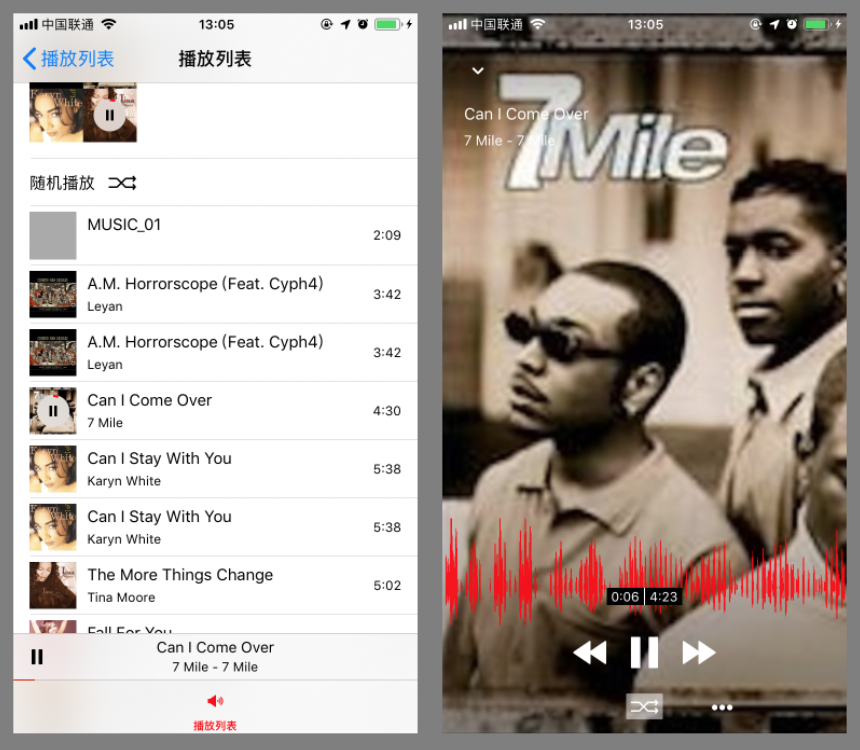 中国联通
13:05
播放列表
播放列表
随机播放
MUSIC_01
2:09
A.M. Horrorscope (Feat. Cyph4)
Leyan
3:42
A.M. Horrorscope (Feat. Cyph4)
Leyan
3:42
Can I Come Over
7 Mile
4:30
Can I Stay With You
Karyn White
5:38
Can I Stay With You
Karyn White
5:38
The More Things Change
Tina Moore
5:02
Fall For You
Can I Come Over
7 Mile - 7 Mile
播放列表
中国联通
13:05
7 Mile
Can I Come Over
7 Mile - 7 Mile
0:06 4:23